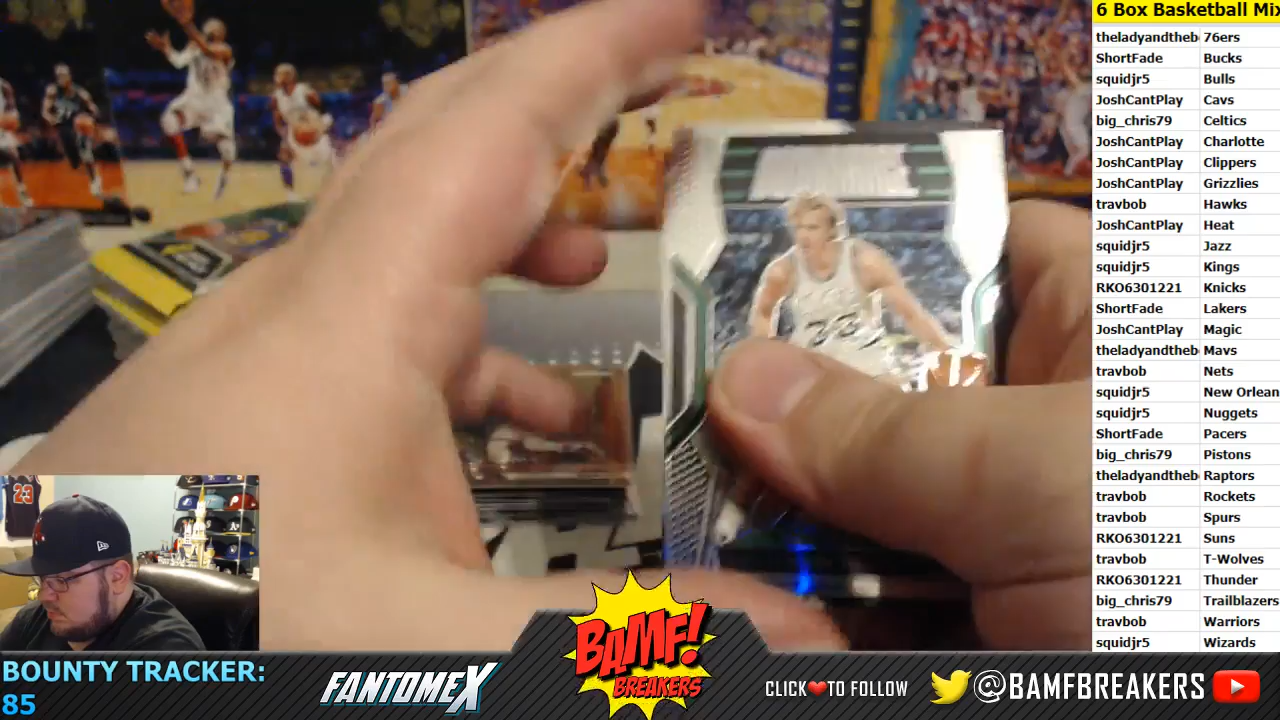 6 Box Basketball Mix
theladyandtheb 76ers
ShortFade Bucks
squidjr5 Bulls
JoshCantPlay Cavs
big_chris79 Celtics
JoshCantPlay Charlotte
JoshCantPlay Clippers
JoshCantPlay Grizzlies
travbob Hawks
JoshCantPlay Heat
squidjr5 Jazz
squidjr5 Kings
RKO6301221 Knicks
ShortFade Lakers
JoshCantPlay Magic
theladyandtheb Mavs
travbob Nets
squidjr5 New Orlean
squidjr5 Nuggets
ShortFade Pacers
big_chris79 Pistons
theladyandtheb Raptors
travbob Rockets
travbob Spurs
RKO6301221 Suns
travbob T-Wolves
RKO6301221 Thunder
big_chris79 Trailblazers
travbob Warriors
squidjr5 Wizards
33
23
BOUNTY TRACKER:
85
FANTOMEX
BAMF!
BREAKERS
CLICK❤TO FOLLOW
@BAMFBREAKERS